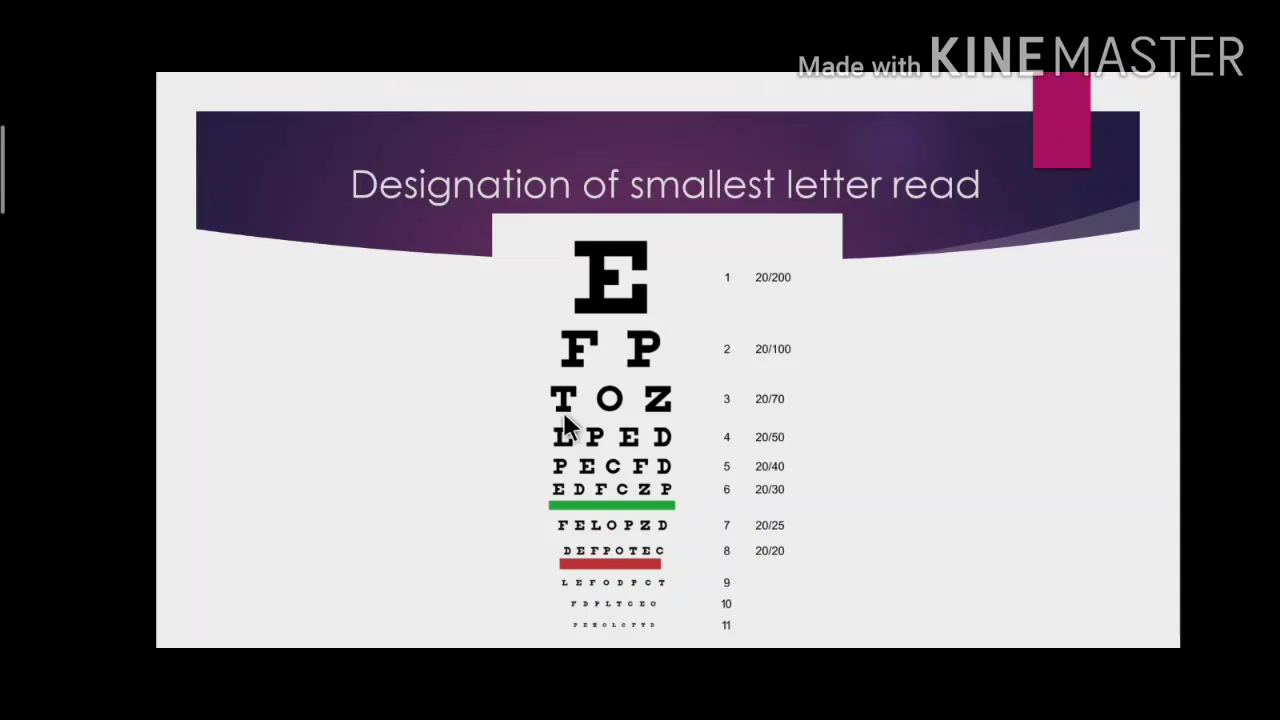 Made with KINEMASTER
Designation of smallest letter read
E 1 20/200
F P 2 20/100
T O Z 3 20/70
L P E D 4 20/50
P E C F D 5 20/40
E D F C Z P 6 20/30
F E L O P Z D 7 20/25
D E F P O T E C 8 20/20
L E F O D P C T 9
F D P L T C E O 10
11